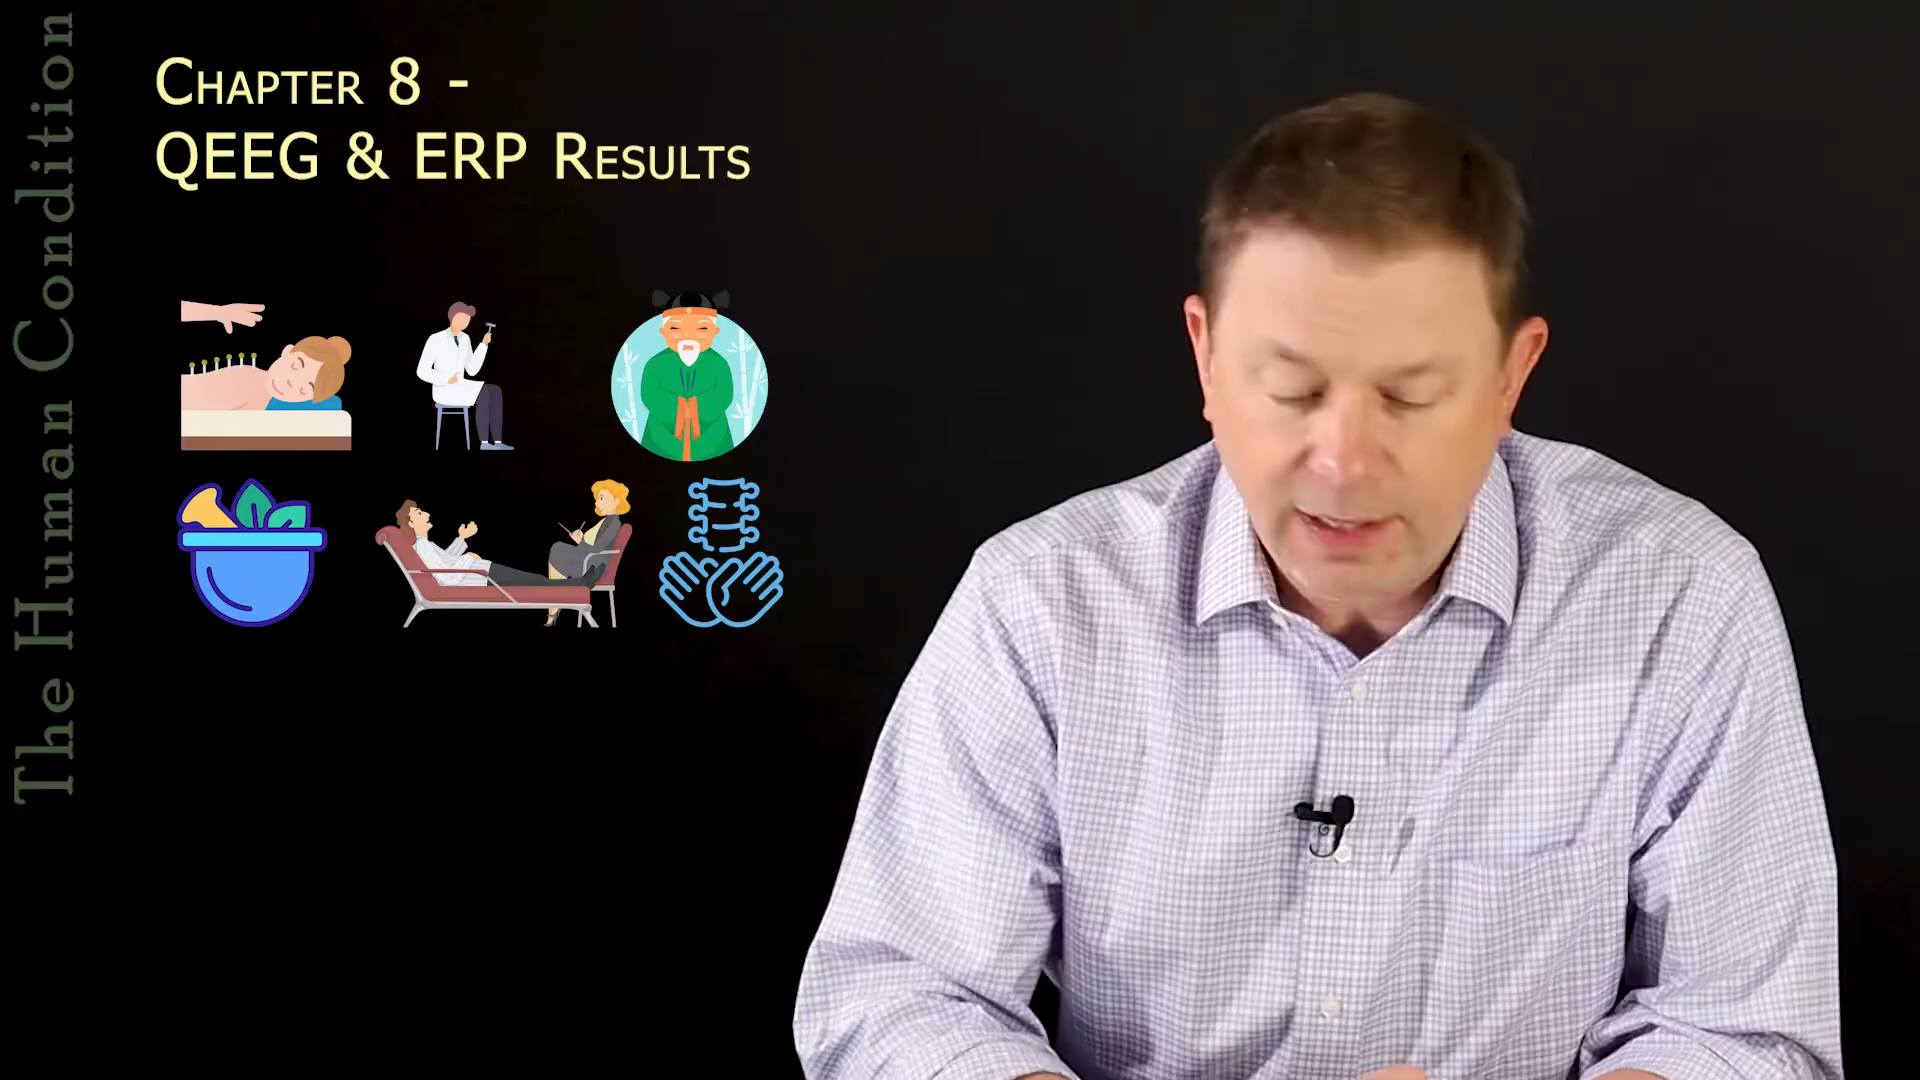 The Human Condition
Chapter 8 -
QEEG & ERP Results